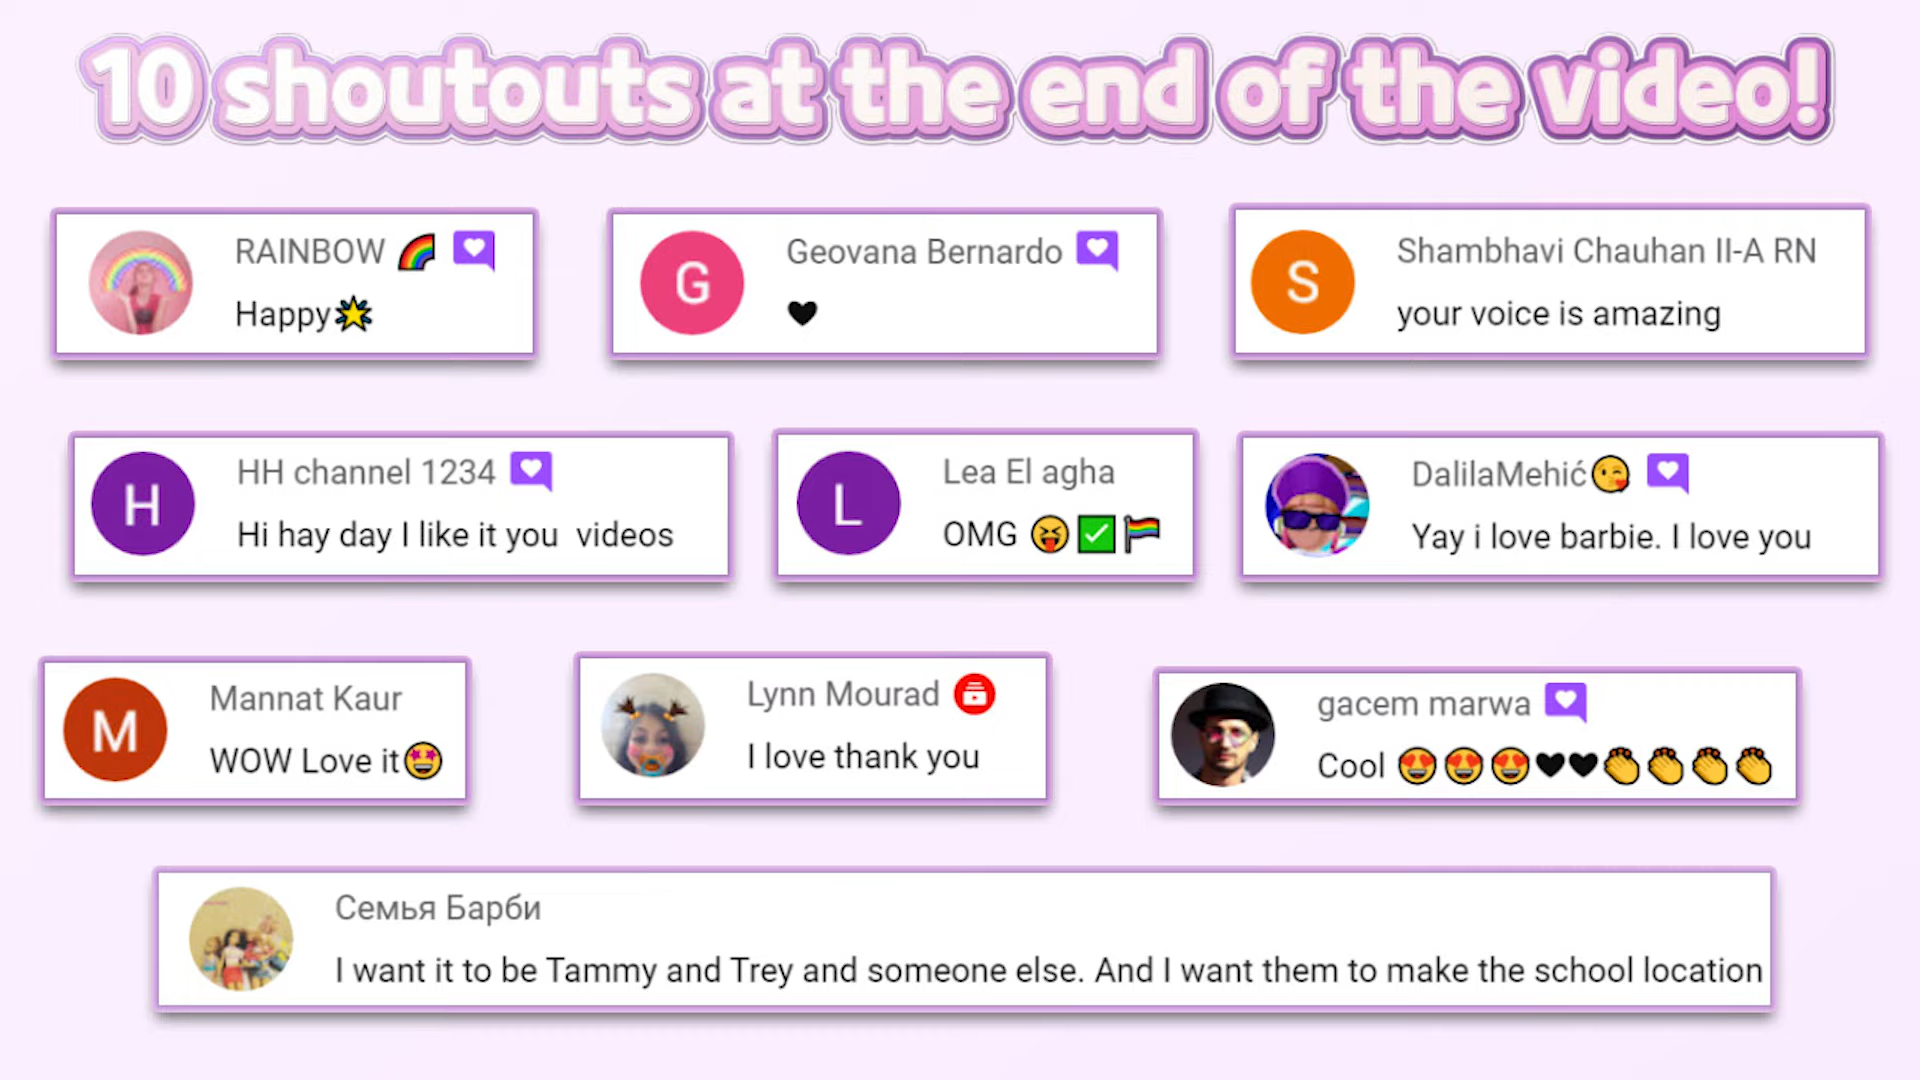 10 shoutouts at the end of the video!
RAINBOW 🌈
Happy🌟
G
Geovana Bernardo
🖤
S
Shambhavi Chauhan II-A RN
your voice is amazing
H
HH channel 1234
Hi hay day I like it you  videos
L
Lea El agha
OMG 😝✅🏳️‍🌈
DalilaMehić😘
Yay i love barbie. I love you
M
Mannat Kaur
WOW Love it🤩
Lynn Mourad
I love thank you
gacem marwa
Cool 😍😍😍🖤🖤👏👏👏👏
Семья Барби
I want it to be Tammy and Trey and someone else. And I want them to make the school location